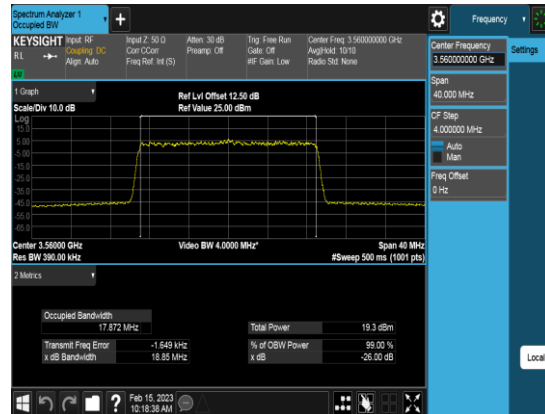 Spectrum Analyzer 1
Occupied BW
+
Frequency
KEYSIGHT
RL
Input: RF
Coupling: DC
Align: Auto
Input Z: 50 Ω
Corr CCorr
Freq Ref: Int (S)
Atten: 30 dB
Preamp: Off
Trig: Free Run
Gate: Off
#IF Gain: Low
Center Freq: 3.560000000 GHz
Avg|Hold: 10/10
Radio Std: None
Center Frequency
3.560000000 GHz
Settings
Span
40.000 MHz
CF Step
4.000000 MHz
Auto
Man
Freq Offset
0 Hz
Local
1 Graph
Scale/Div 10.0 dB
Ref Lvl Offset 12.50 dB
Ref Value 25.00 dBm
Log
15.0
5.00
-5.00
-15.0
-25.0
-35.0
-45.0
-55.0
-65.0
Center 3.56000 GHz
Res BW 390.00 kHz
Video BW 4.0000 MHz*
Span 40 MHz
#Sweep 500 ms (1001 pts)
2 Metrics
Occupied Bandwidth
17.872 MHz
Total Power 19.3 dBm
Transmit Freq Error -1.649 kHz
% of OBW Power 99.00 %
x dB Bandwidth 18.85 MHz
x dB -26.00 dB
?
Feb 15, 2023
10:18:38 AM